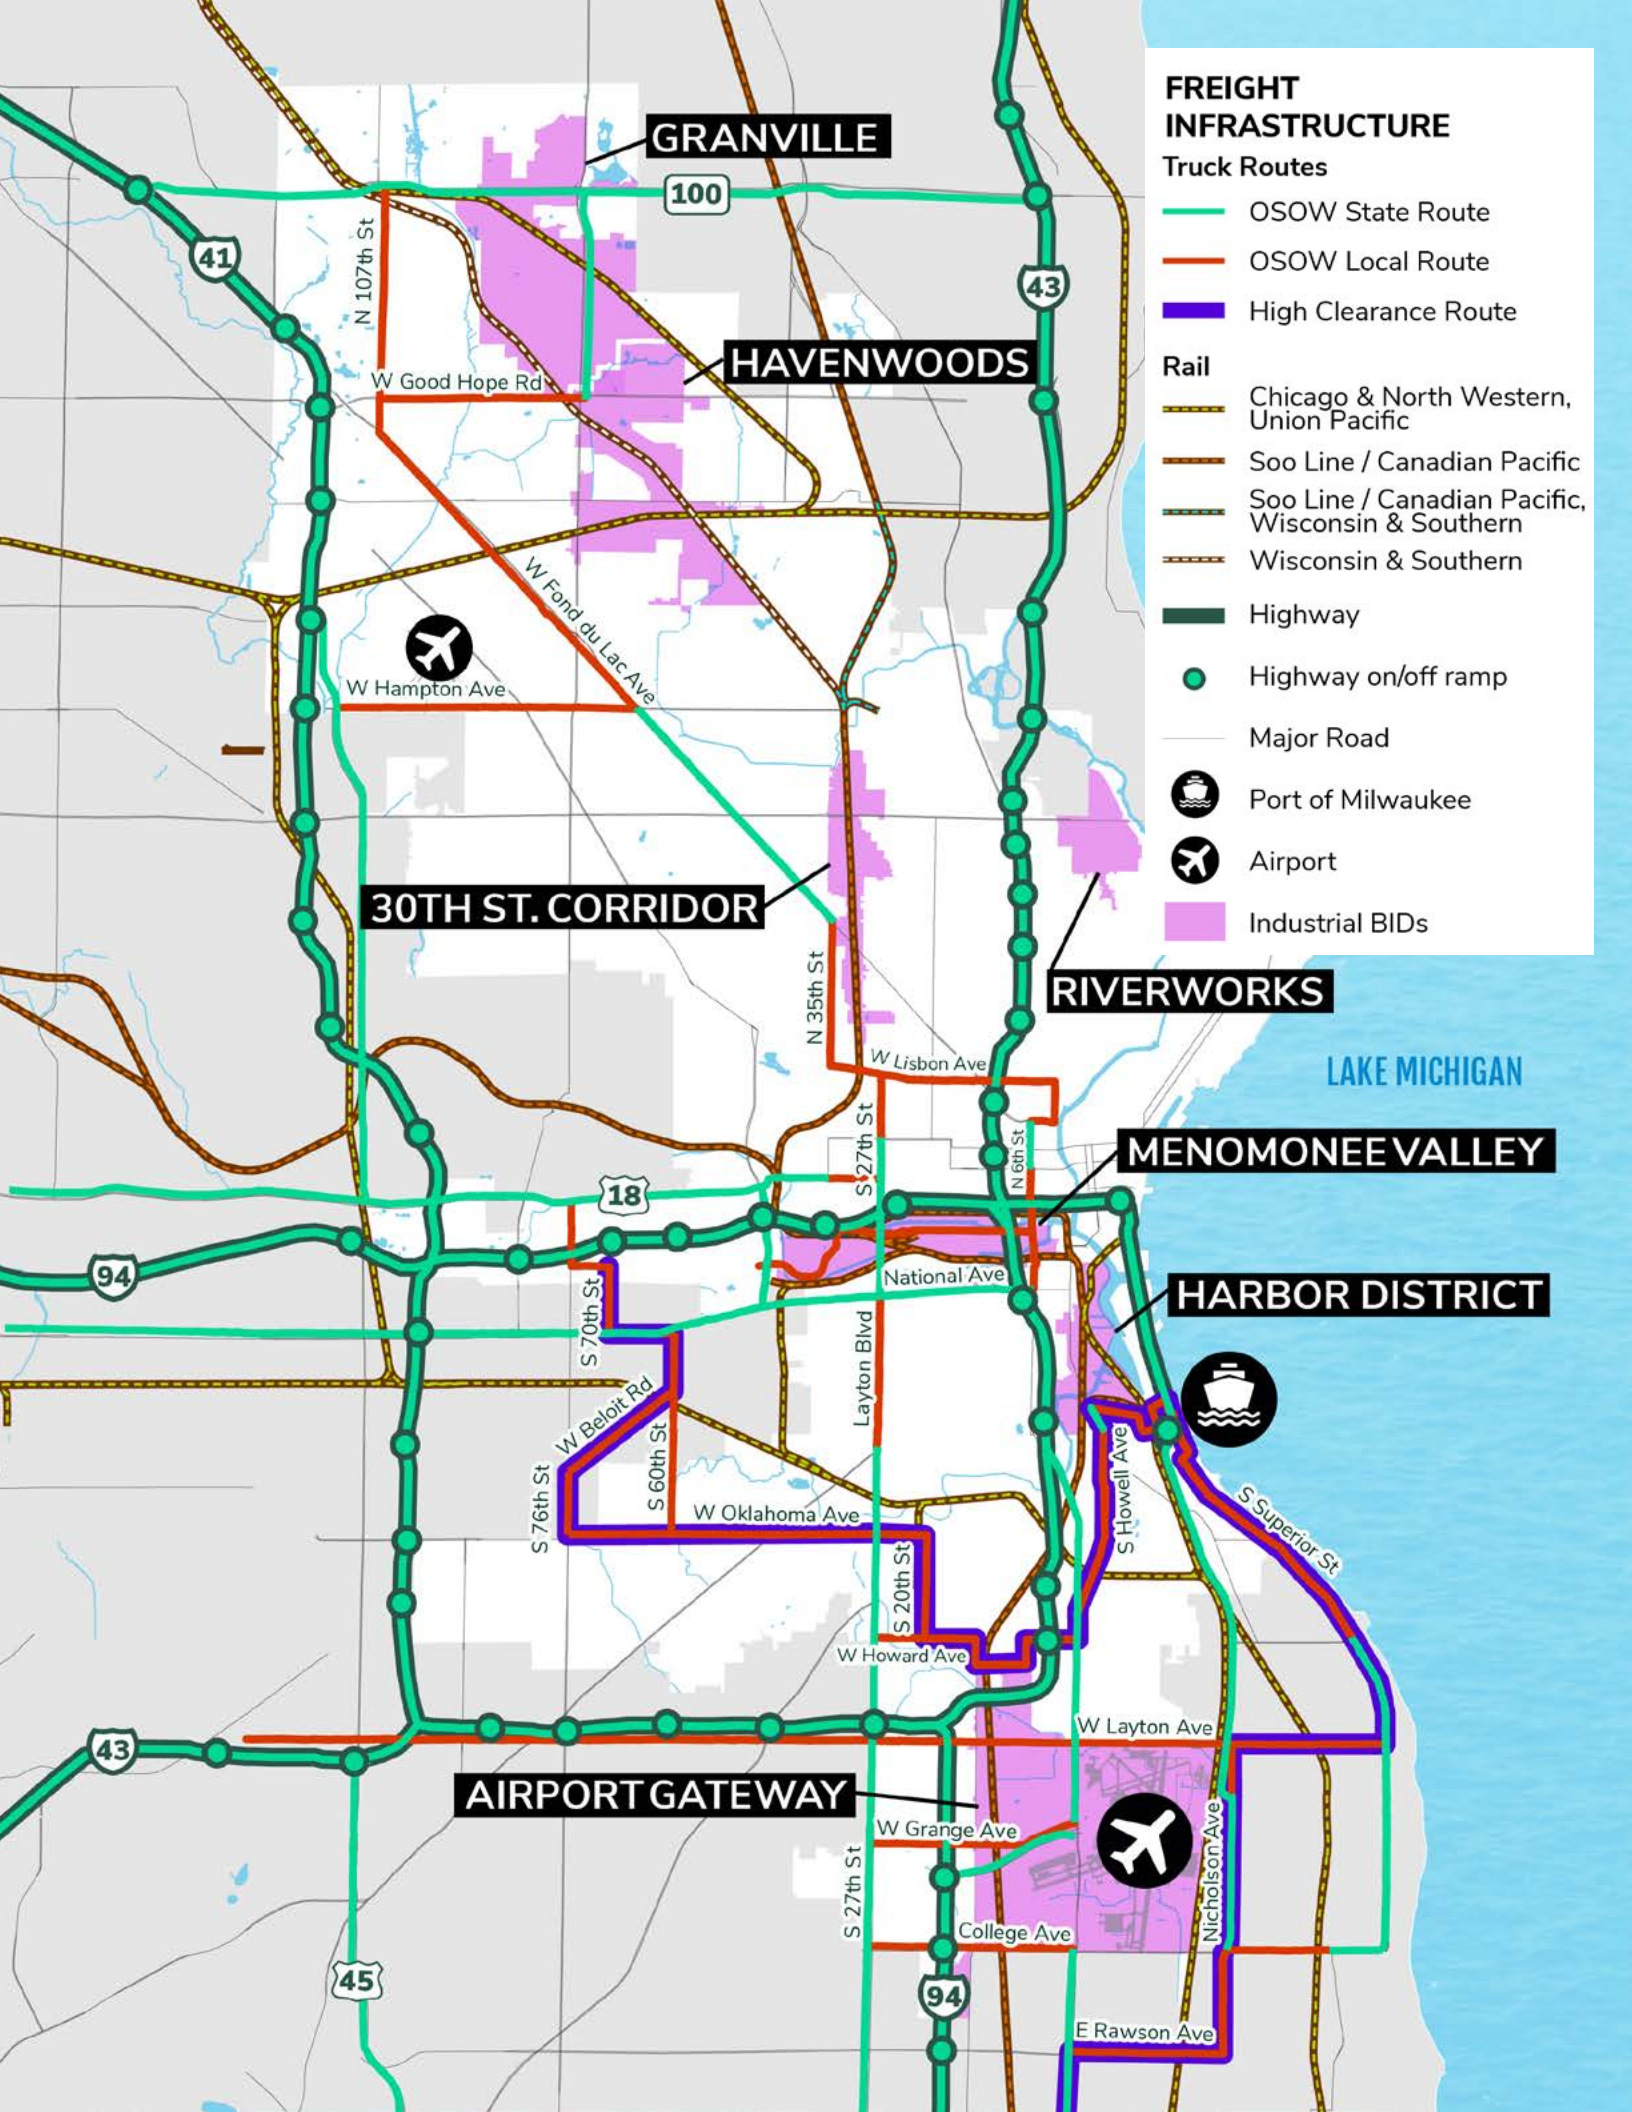 FREIGHT
INFRASTRUCTURE
Truck Routes
OSOW State Route
OSOW Local Route
High Clearance Route
Rail
Chicago & North Western,
Union Pacific
Soo Line / Canadian Pacific
Soo Line / Canadian Pacific,
Wisconsin & Southern
Wisconsin & Southern
Highway
Highway on/off ramp
Major Road
Port of Milwaukee
Airport
Industrial BIDs
GRANVILLE
100
41
N 107th St
43
HAVENWOODS
W Good Hope Rd
W Fond du Lac Ave
W Hampton Ave
30TH ST. CORRIDOR
RIVERWORKS
N 35th St
W Lisbon Ave
LAKE MICHIGAN
S 27th St
N 6th St
MENOMONEE VALLEY
18
94
National Ave
HARBOR DISTRICT
S 70th St
Layton Blvd
W Beloit Rd
S 60th St
S 76th St
W Oklahoma Ave
S Howell Ave
S Superior St
S 20th St
W Howard Ave
W Layton Ave
43
AIRPORT GATEWAY
W Grange Ave
Nicholson Ave
S 27th St
College Ave
45
94
E Rawson Ave